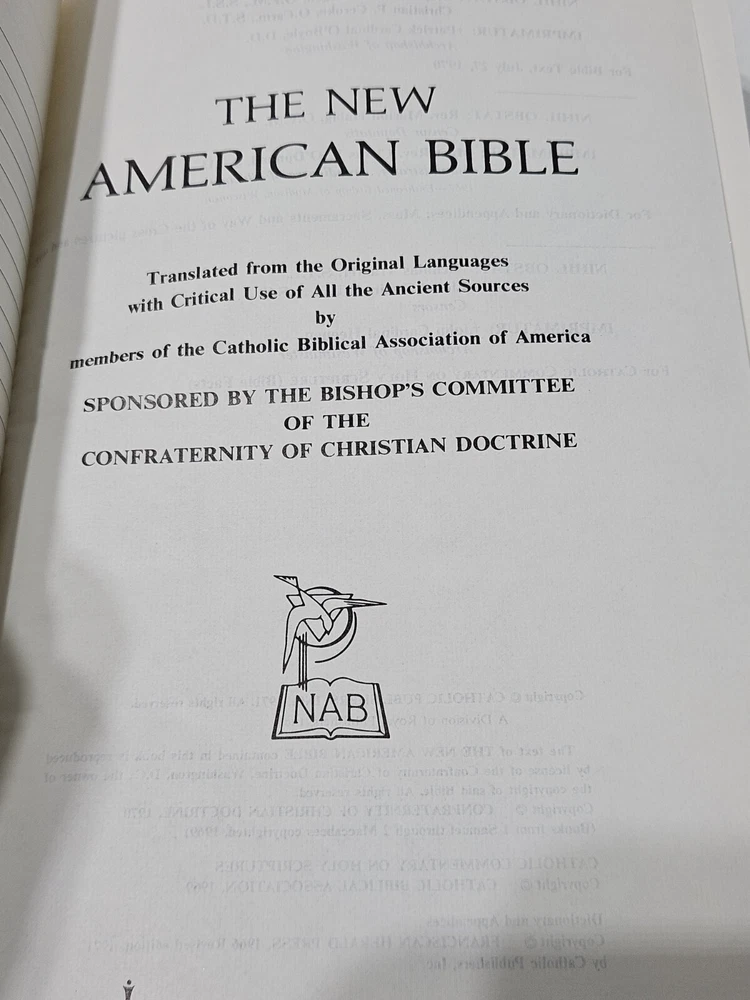 THE NEW
AMERICAN BIBLE
Translated from the Original Languages
with Critical Use of All the Ancient Sources
by
members of the Catholic Biblical Association of America
SPONSORED BY THE BISHOP'S COMMITTEE
OF THE
CONFRATERNITY OF CHRISTIAN DOCTRINE
NAB